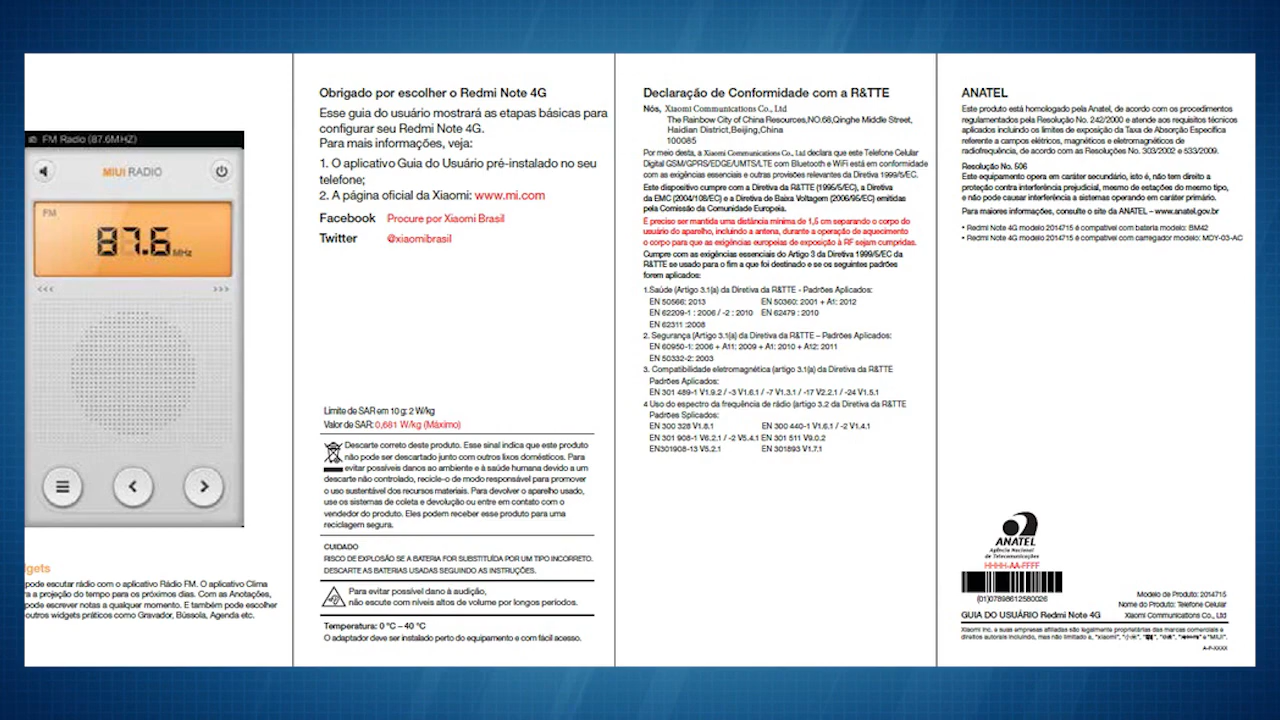 FM Radio (87.6MHZ)
MIUI RADIO
FM
87.6 MHz
<<<
>>>
gets
pode escutar rádio com o aplicativo Rádio FM. O aplicativo Clima
a a projeção do tempo para os próximos dias. Com as Anotações,
pode escrever notas a qualquer momento. E também pode escolher
outros widgets práticos como Gravador, Bússola, Agenda etc.
Obrigado por escolher o Redmi Note 4G
Esse guia do usuário mostrará as etapas básicas para
configurar seu Redmi Note 4G.
Para mais informações, veja:
1. O aplicativo Guia do Usuário pré-instalado no seu
telefone;
2. A página oficial da Xiaomi: www.mi.com
Facebook Procure por Xiaomi Brasil
Twitter @xiaomibrasil
Limite de SAR em 10 g: 2 W/kg
Valor de SAR: 0,681 W/kg (Máximo)
Descarte correto deste produto. Esse sinal indica que este produto
não pode ser descartado junto com outros lixos domésticos. Para
evitar possíveis danos ao ambiente e à saúde humana devido a um
descarte não controlado, recicle-o de modo responsável para promover
o uso sustentável dos recursos materiais. Para devolver o aparelho usado,
use os sistemas de coleta e devolução ou entre em contato com o
vendedor do produto. Eles podem receber esse produto para uma
reciclagem segura.
CUIDADO
RISCO DE EXPLOSÃO SE A BATERIA FOR SUBSTITUÍDA POR UM TIPO INCORRETO.
DESCARTE AS BATERIAS USADAS SEGUINDO AS INSTRUÇÕES.
Para evitar possível dano à audição,
não escute com níveis altos de volume por longos períodos.
Temperatura: 0 °C – 40 °C
O adaptador deve ser instalado perto do equipamento e com fácil acesso.
Declaração de Conformidade com a R&TTE
Nós, Xiaomi Communications Co., Ltd
The Rainbow City of China Resources,NO.68,Qinghe Middle Street,
Haidian District,Beijing,China
100085
Por meio desta, a Xiaomi Communications Co., Ltd declara que este Telefone Celular
Digital GSM/GPRS/EDGE/UMTS/LTE com Bluetooth e WiFi está em conformidade
com as exigências essenciais e outras provisões relevantes da Diretiva 1999/5/EC.
Este dispositivo cumpre com a Diretiva da R&TTE (1995/5/EC), a Diretiva
da EMC (2004/108/EC) e a Diretiva de Baixa Voltagem (2006/95/EC) emitidas
pela Comissão da Comunidade Europeia.
É preciso ser mantida uma distância mínima de 1,5 cm separando o corpo do
usuário do aparelho, incluindo a antena, durante a operação de aquecimento
o corpo para que as exigências europeias de exposição à RF sejam cumpridas.
Cumpre com as exigências essenciais do Artigo 3 da Diretiva 1999/5/EC da
R&TTE se usado para o fim a que foi destinado e se os seguintes padrões
forem aplicados:
1.Saúde (Artigo 3.1(a) da Diretiva da R&TTE - Padrões Aplicados:
EN 50566: 2013 EN 50360: 2001 + A1: 2012
EN 62209-1 : 2006 / -2 : 2010 EN 62479 : 2010
EN 62311 :2008
2. Segurança (Artigo 3.1(a) da Diretiva da R&TTE – Padrões Aplicados:
EN 60950-1: 2006 + A11: 2009 + A1: 2010 + A12: 2011
EN 50332-2: 2003
3. Compatibilidade eletromagnética (artigo 3.1(a) da Diretiva da R&TTE
Padrões Aplicados:
EN 301 489-1 V1.9.2 / -3 V1.6.1 / -7 V1.3.1 / -17 V2.2.1 / -24 V1.5.1
4 Uso do espectro da frequência de rádio (artigo 3.2 da Diretiva da R&TTE
Padrões Splicados:
EN 300 328 V1.8.1 EN 300 440-1 V1.6.1 / -2 V1.4.1
EN 301 908-1 V6.2.1 / -2 V5.4.1 EN 301 511 V9.0.2
EN301908-13 V5.2.1 EN 301893 V1.7.1
ANATEL
Este produto está homologado pela Anatel, de acordo com os procedimentos
regulamentados pela Resolução No. 242/2000 e atende aos requisitos técnicos
aplicados incluindo os limites de exposição da Taxa de Absorção Específica
referente a campos elétricos, magnéticos e eletromagnéticos de
radiofrequência, de acordo com as Resoluções No. 303/2002 e 533/2009.
Resolução No. 506
Este equipamento opera em caráter secundário, isto é, não tem direito a
proteção contra interferência prejudicial, mesmo de estações do mesmo tipo,
e não pode causar interferência a sistemas operando em caráter primário.
Para maiores informações, consulte o site da ANATEL – www.anatel.gov.br
• Redmi Note 4G modelo 2014715 é compatível com bateria modelo: BM42
• Redmi Note 4G modelo 2014715 é compatível com carregador modelo: MDY-03-AC
ANATEL
Agência Nacional
de Telecomunicações
HHHH-AA-FFFF
(01)07898612580026
Modelo de Produto: 2014715
Nome do Produto: Telefone Celular
GUIA DO USUÁRIO Redmi Note 4G Xiaomi Communications Co., Ltd
Xiaomi Inc. e suas empresas afiliadas são legalmente proprietárias das marcas comerciais e
direitos autorais incluindo, mas não limitado a, "xiaomi", "小米", e "MIUI".
A-P-XXXX